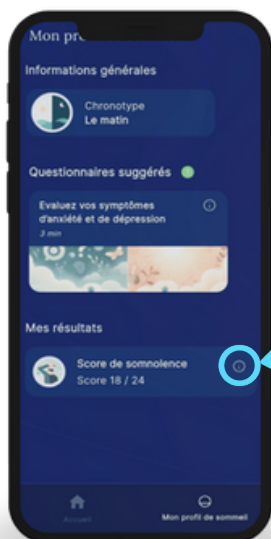 Mon
Informations générales
Chronotype
Le matin
Questionnaires suggérés
Evaluez vos symptômes
d'anxiété et de dépression
3 min
Mes résultats
Score de somnolence
Score 18 / 24
Accueil
Mon profil de sommeil